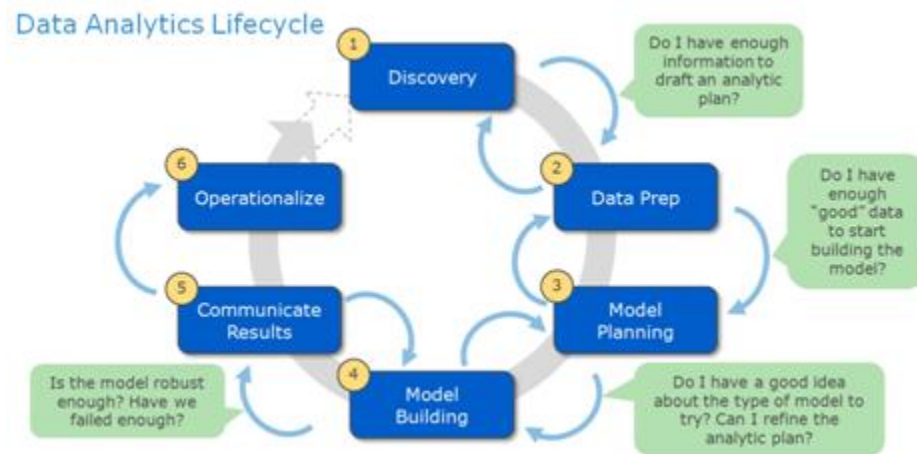 Data Analytics Lifecycle
1
Discovery
Do I have enough
information to
draft an analytic
plan?
2
Data Prep
Do I have
enough
"good" data
to start
building the
model?
3
Model
Planning
Do I have a good idea
about the type of model to
try? Can I refine the
analytic plan?
4
Model
Building
Is the model robust
enough? Have we
failed enough?
5
Communicate
Results
6
Operationalize